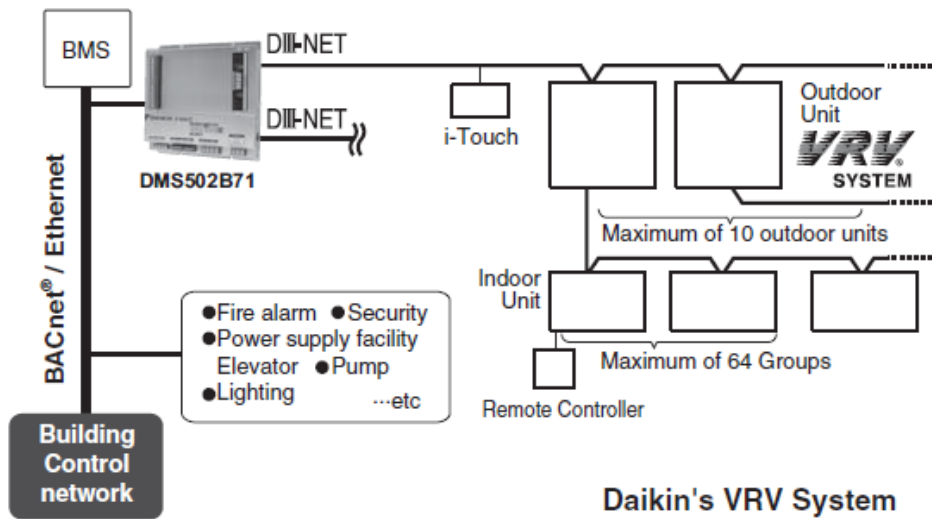 BMS
DIII-NET
DIII-NET
DMS502B71
i-Touch
Outdoor
Unit
VRV®
SYSTEM
Maximum of 10 outdoor units
Indoor
Unit
Maximum of 64 Groups
Remote Controller
BACnet® / Ethernet
●Fire alarm ●Security
●Power supply facility
Elevator ●Pump
●Lighting ···etc
Building
Control
network
Daikin's VRV System